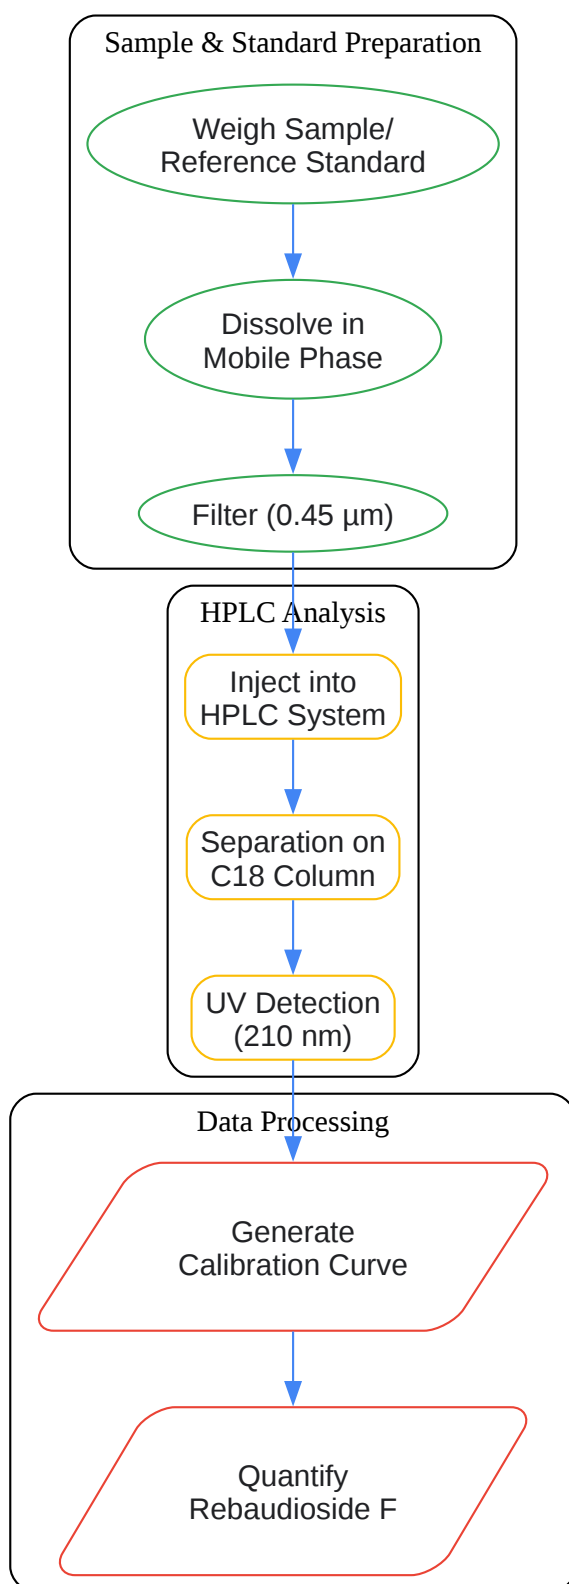 Sample & Standard Preparation
Weigh Sample/
Reference Standard
Dissolve in
Mobile Phase
Filter (0.45 µm)
HPLC Analysis
Inject into
HPLC System
Separation on
C18 Column
UV Detection
(210 nm)
Data Processing
Generate
Calibration Curve
Quantify
Rebaudioside F